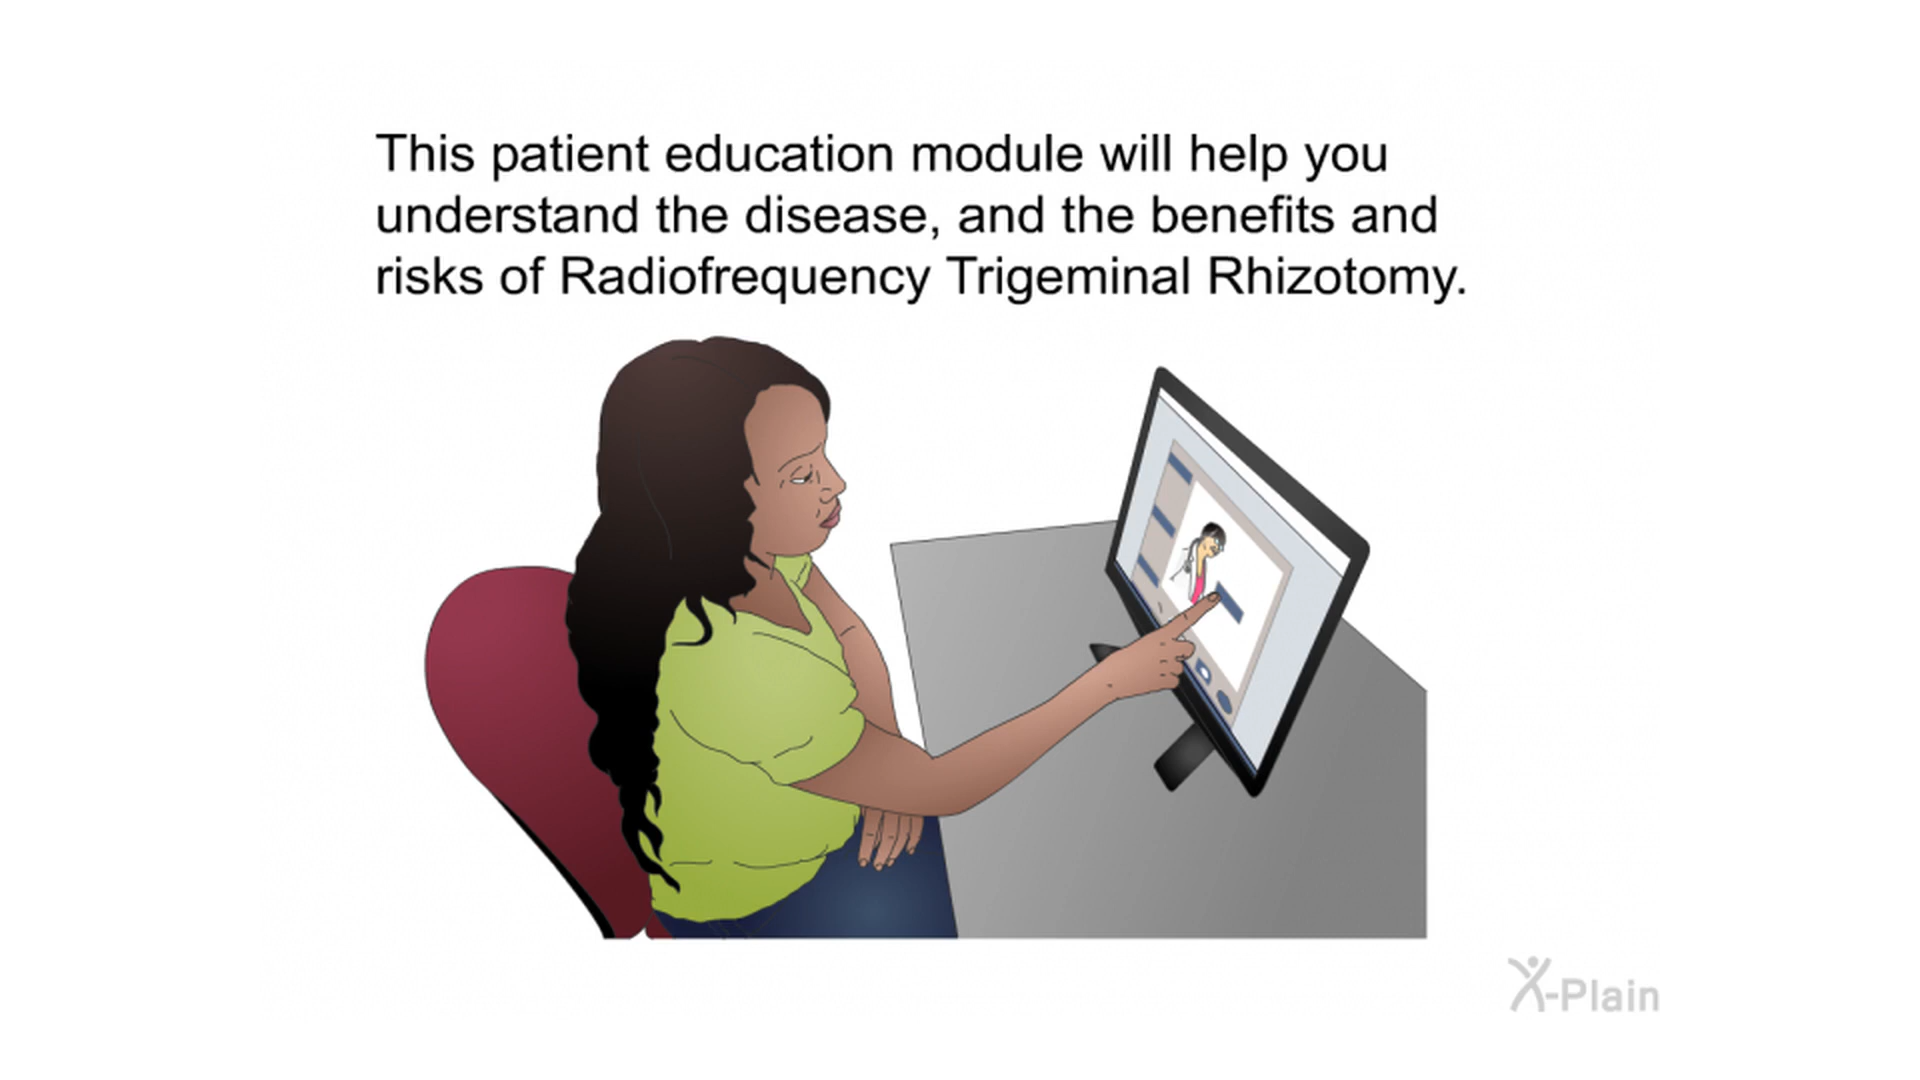 This patient education module will help you
understand the disease, and the benefits and
risks of Radiofrequency Trigeminal Rhizotomy.
X-Plain